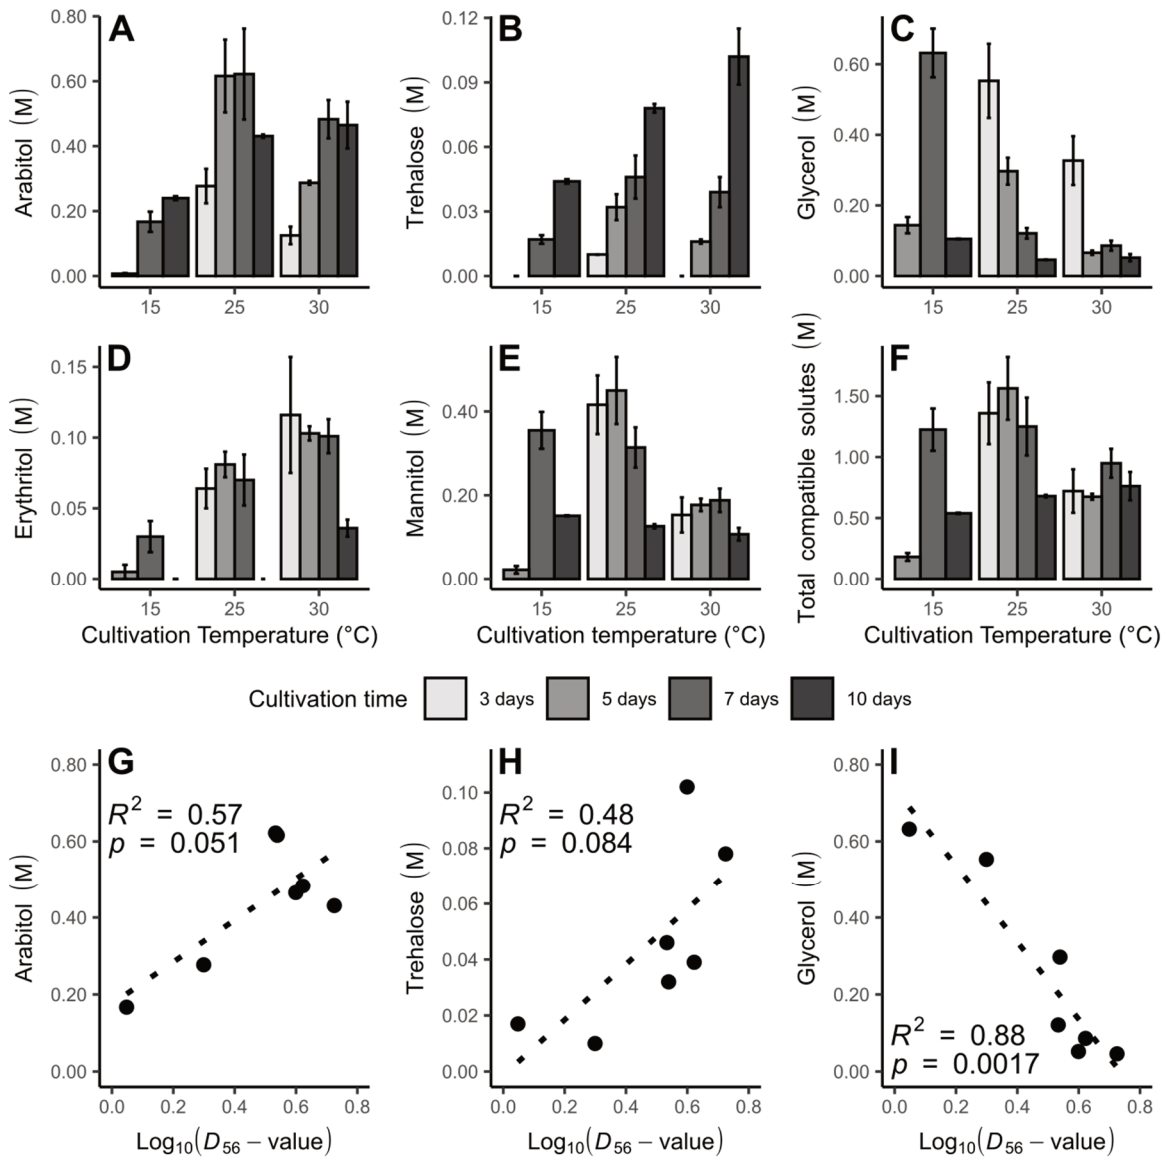 A
Arabitol (M)
0.80
0.60
0.40
0.20
0.00
15
25
30
B
Trehalose (M)
0.12
0.09
0.06
0.03
0.00
15
25
30
C
Glycerol (M)
0.60
0.40
0.20
0.00
15
25
30
D
Erythritol (M)
0.15
0.10
0.05
0.00
15
25
30
Cultivation Temperature (°C)
E
Mannitol (M)
0.40
0.20
0.00
15
25
30
Cultivation temperature (°C)
F
Total compatible solutes (M)
1.50
1.00
0.50
0.00
15
25
30
Cultivation Temperature (°C)
Cultivation time 3 days 5 days 7 days 10 days
G
Arabitol (M)
R² = 0.57
p = 0.051
0.80
0.60
0.40
0.20
0.00
0.0 0.2 0.4 0.6 0.8
Log₁₀(D₅₆ − value)
H
Trehalose (M)
R² = 0.48
p = 0.084
0.10
0.08
0.06
0.04
0.02
0.00
0.0 0.2 0.4 0.6 0.8
Log₁₀(D₅₆ − value)
I
Glycerol (M)
0.80
0.60
0.40
0.20
0.00
R² = 0.88
p = 0.0017
0.0 0.2 0.4 0.6 0.8
Log₁₀(D₅₆ − value)